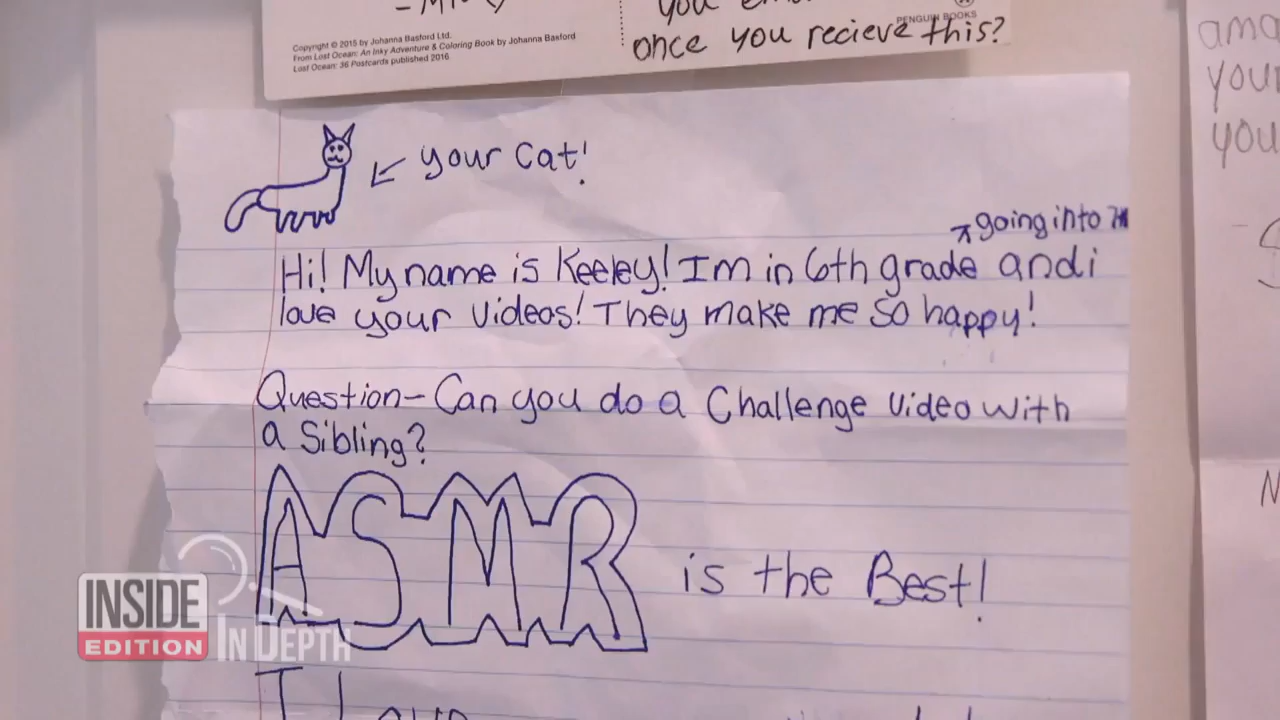 once you recieve this?
PENGUIN BOOKS
Copyright © 2015 by Johanna Basford Ltd.
From Lost Ocean: An Inky Adventure & Coloring Book by Johanna Basford
Lost Ocean: 36 Postcards published 2016
your cat!
going into 7th
Hi! My name is Keeley! I'm in 6th grade and i
love your videos! They make me so happy!
Question- Can you do a Challenge Video with
a Sibling?
ASMR is the Best!
INSIDE
EDITION
IN DEPTH
your
you